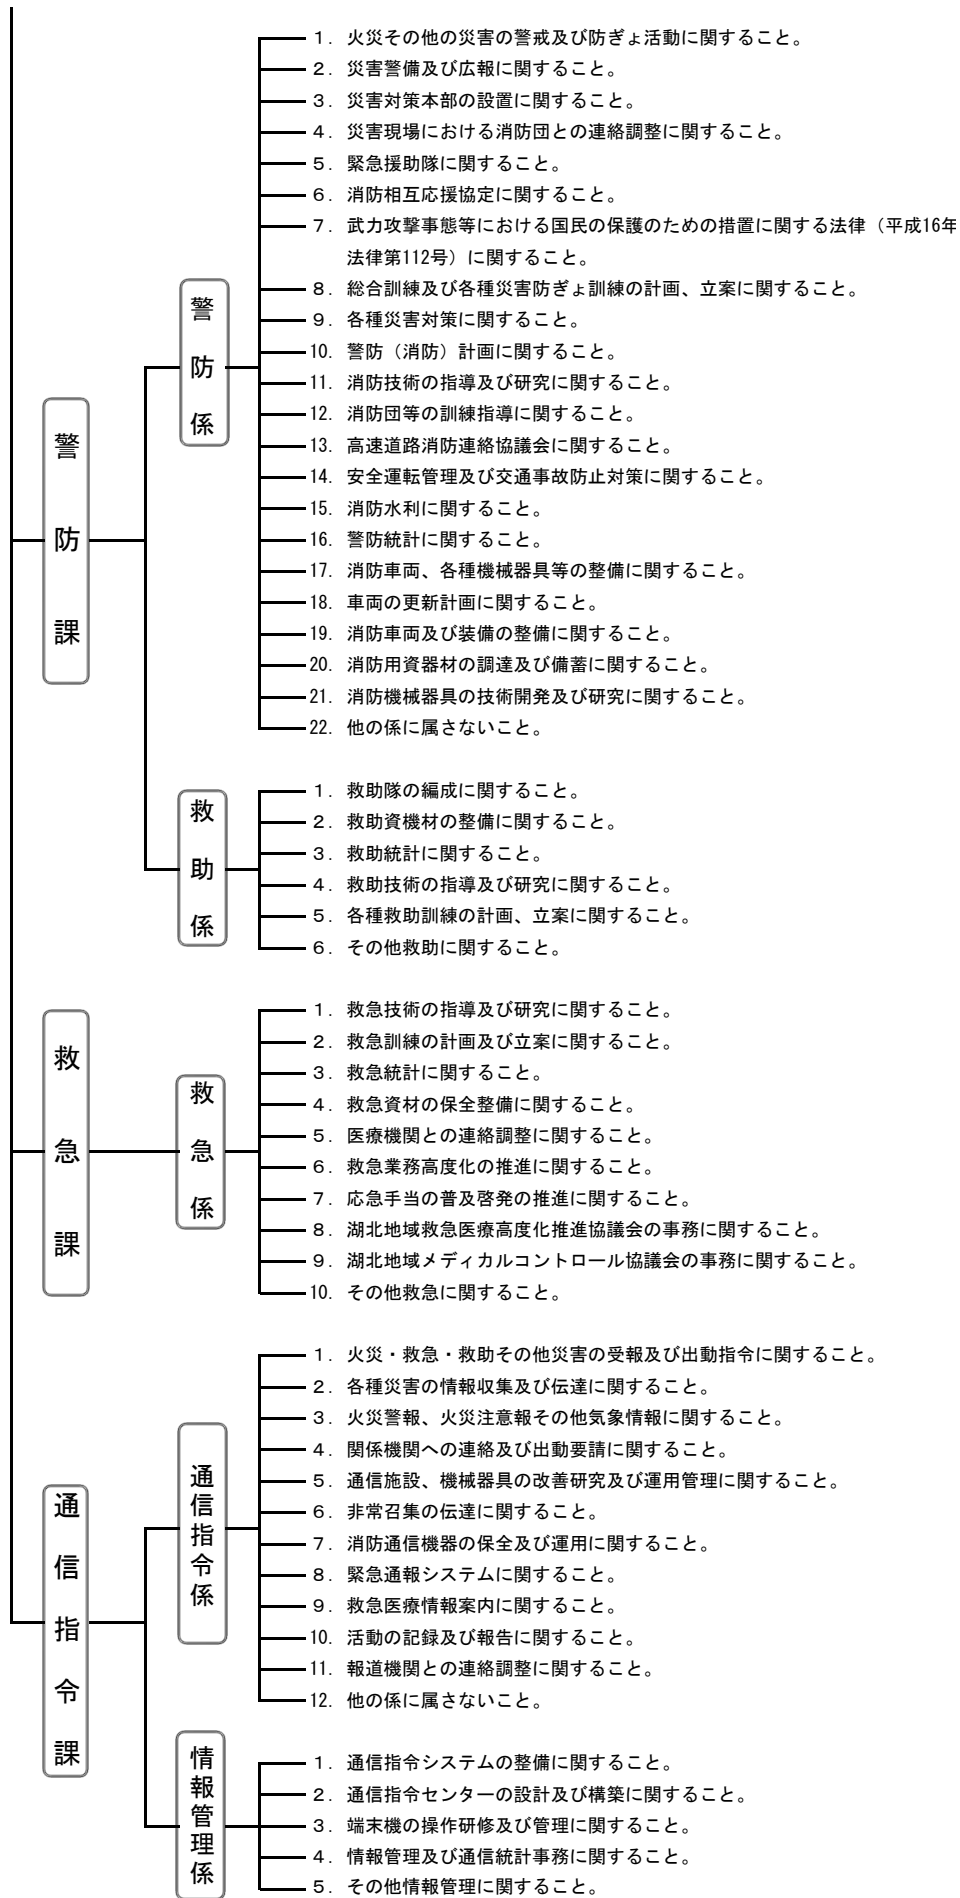 警防課
警防係
１．火災その他の災害の警戒及び防ぎょ活動に関すること。
２．災害警備及び広報に関すること。
３．災害対策本部の設置に関すること。
４．災害現場における消防団との連絡調整に関すること。
５．緊急援助隊に関すること。
６．消防相互応援協定に関すること。
７．武力攻撃事態等における国民の保護のための措置に関する法律（平成16年
法律第112号）に関すること。
８．総合訓練及び各種災害防ぎょ訓練の計画、立案に関すること。
９．各種災害対策に関すること。
10．警防（消防）計画に関すること。
11．消防技術の指導及び研究に関すること。
12．消防団等の訓練指導に関すること。
13．高速道路消防連絡協議会に関すること。
14．安全運転管理及び交通事故防止対策に関すること。
15．消防水利に関すること。
16．警防統計に関すること。
17．消防車両、各種機械器具等の整備に関すること。
18．車両の更新計画に関すること。
19．消防車両及び装備の整備に関すること。
20．消防用資器材の調達及び備蓄に関すること。
21．消防機械器具の技術開発及び研究に関すること。
22．他の係に属さないこと。
救助係
１．救助隊の編成に関すること。
２．救助資機材の整備に関すること。
３．救助統計に関すること。
４．救助技術の指導及び研究に関すること。
５．各種救助訓練の計画、立案に関すること。
６．その他救助に関すること。
救急課
救急係
１．救急技術の指導及び研究に関すること。
２．救急訓練の計画及び立案に関すること。
３．救急統計に関すること。
４．救急資材の保全整備に関すること。
５．医療機関との連絡調整に関すること。
６．救急業務高度化の推進に関すること。
７．応急手当の普及啓発の推進に関すること。
８．湖北地域救急医療高度化推進協議会の事務に関すること。
９．湖北地域メディカルコントロール協議会の事務に関すること。
10．その他救急に関すること。
通信指令課
通信指令係
１．火災・救急・救助その他災害の受報及び出動指令に関すること。
２．各種災害の情報収集及び伝達に関すること。
３．火災警報、火災注意報その他気象情報に関すること。
４．関係機関への連絡及び出動要請に関すること。
５．通信施設、機械器具の改善研究及び運用管理に関すること。
６．非常召集の伝達に関すること。
７．消防通信機器の保全及び運用に関すること。
８．緊急通報システムに関すること。
９．救急医療情報案内に関すること。
10．活動の記録及び報告に関すること。
11．報道機関との連絡調整に関すること。
12．他の係に属さないこと。
情報管理係
１．通信指令システムの整備に関すること。
２．通信指令センターの設計及び構築に関すること。
３．端末機の操作研修及び管理に関すること。
４．情報管理及び通信統計事務に関すること。
５．その他情報管理に関すること。